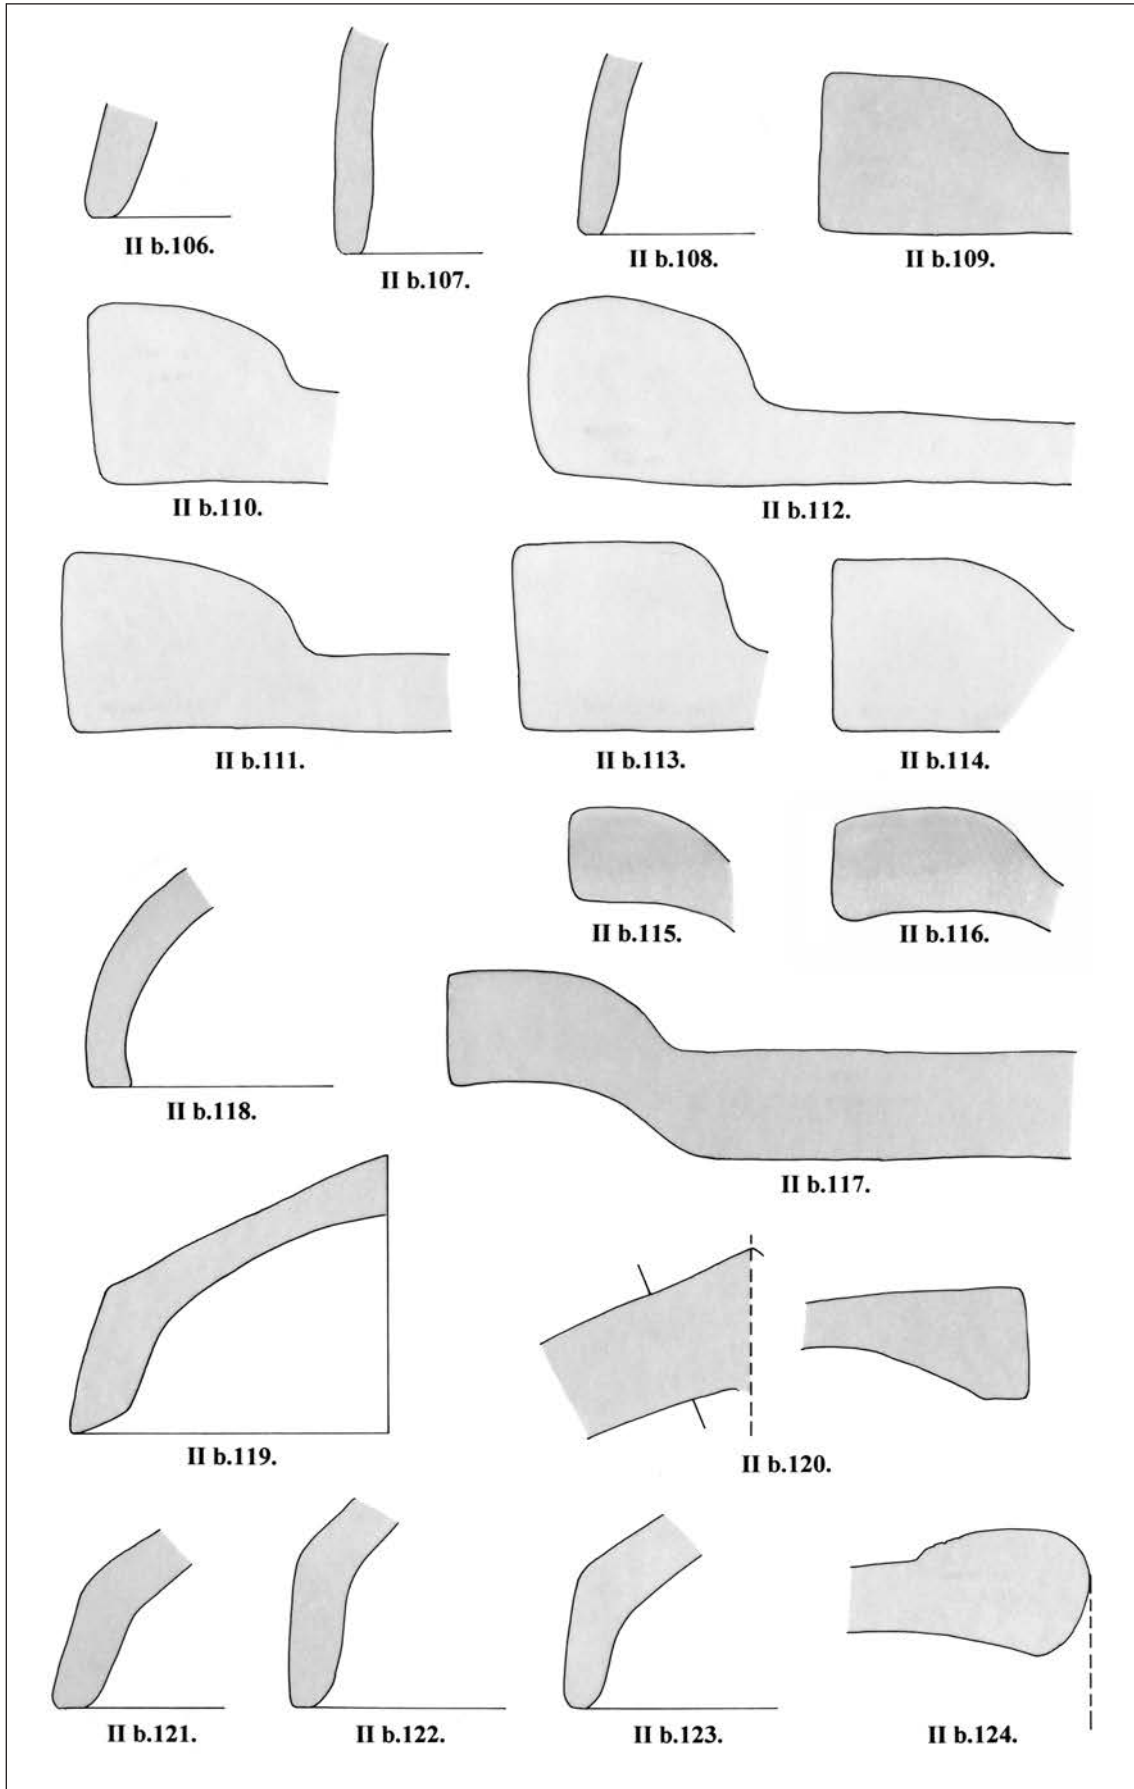 II b.106.
II b.107.
II b.108.
II b.109.
II b.110.
II b.112.
II b.111.
II b.113.
II b.114.
II b.115.
II b.116.
II b.118.
II b.117.
II b.119.
II b.120.
II b.121.
II b.122.
II b.123.
II b.124.